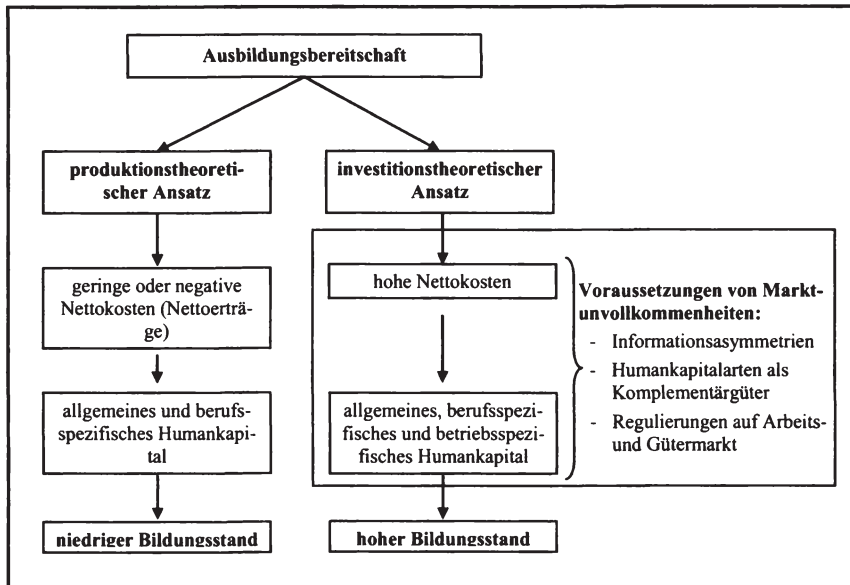 Ausbildungsbereitschaft
produktionstheoreti-
scher Ansatz
investitionstheoretischer
Ansatz
geringe oder negative
Nettokosten (Nettoerträ-
ge)
hohe Nettokosten
Voraussetzungen von Markt-
unvollkommenheiten:
- Informationsasymmetrien
- Humankapitalarten als
Komplementärgüter
- Regulierungen auf Arbeits-
und Gütermarkt
allgemeines und berufs-
spezifisches Humankapi-
tal
allgemeines, berufsspezi-
fisches und betriebsspezi-
fisches Humankapital
niedriger Bildungsstand
hoher Bildungsstand